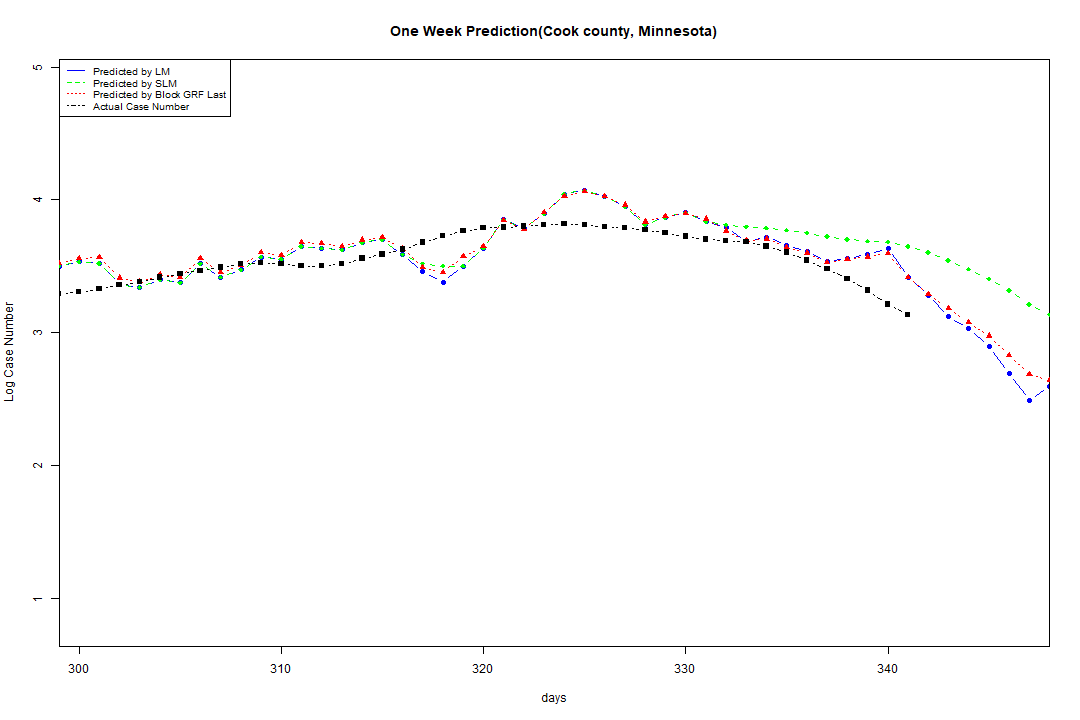 One Week Prediction(Cook county, Minnesota)
Predicted by LM
Predicted by SLM
Predicted by Block GRF Last
Actual Case Number
5
4
3
2
1
Log Case Number
300 310 320 330 340
days